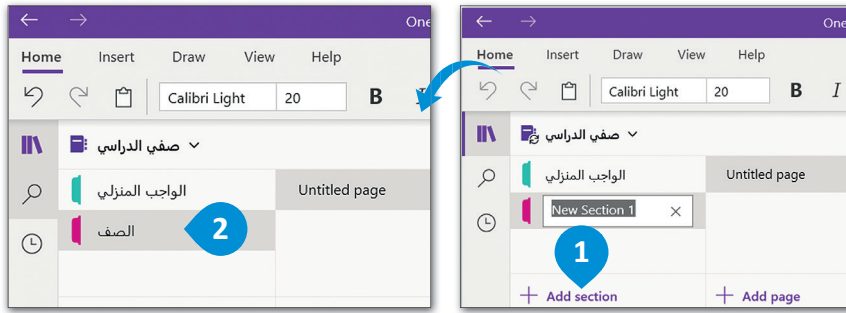 One
Home Insert Draw View Help
Calibri Light 20 B I
صفي الدراسي
الواجب المنزلي
Untitled page
New Section 1
1
Add section
Add page
One
Home Insert Draw View Help
Calibri Light 20 B
صفي الدراسي
الواجب المنزلي
Untitled page
الصف
2